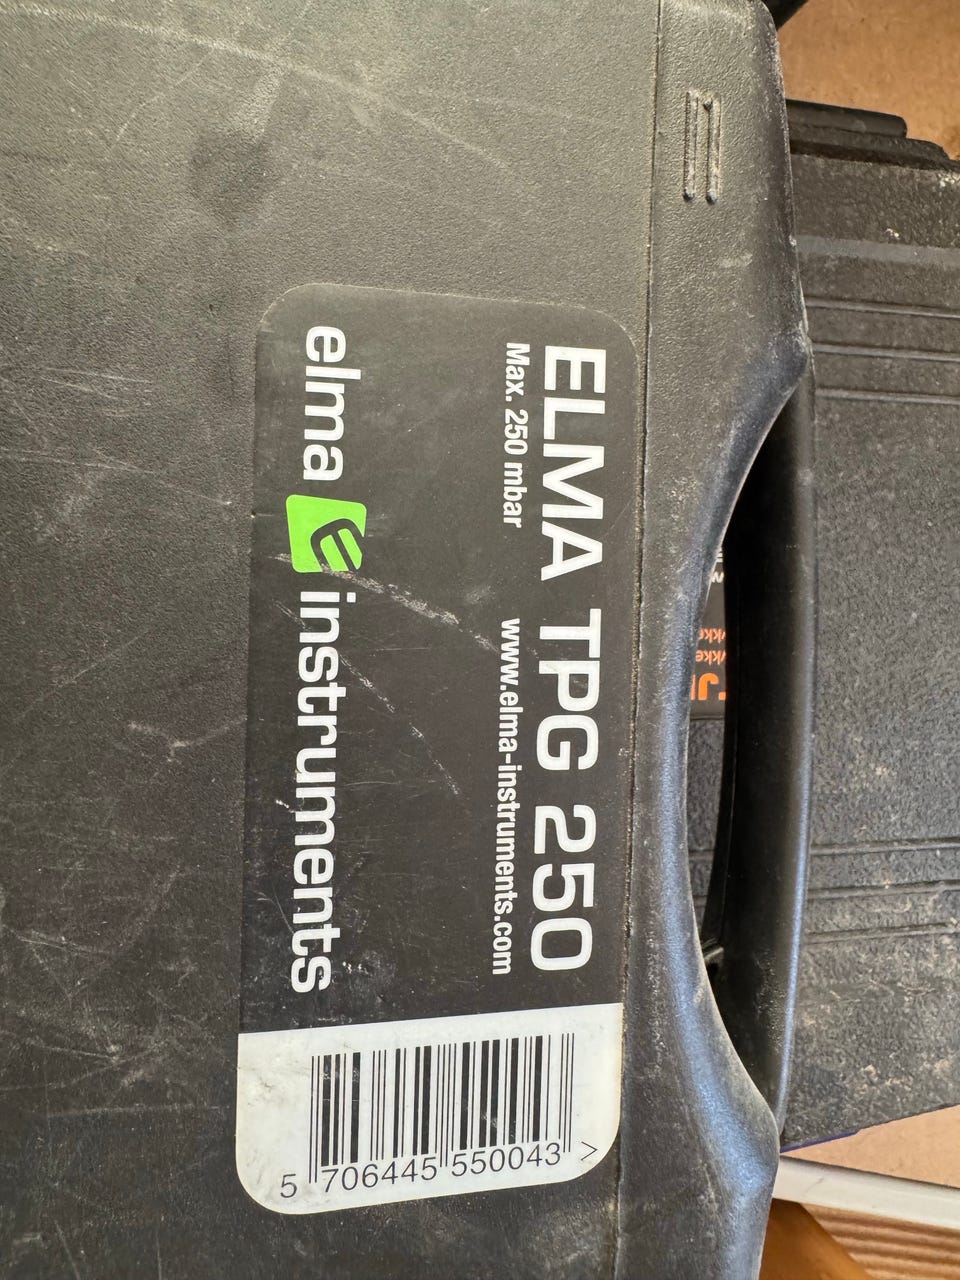 ELMA TPG 250
Max. 250 mbar www.elma-instruments.com
elma instruments
5 706445 550043 >